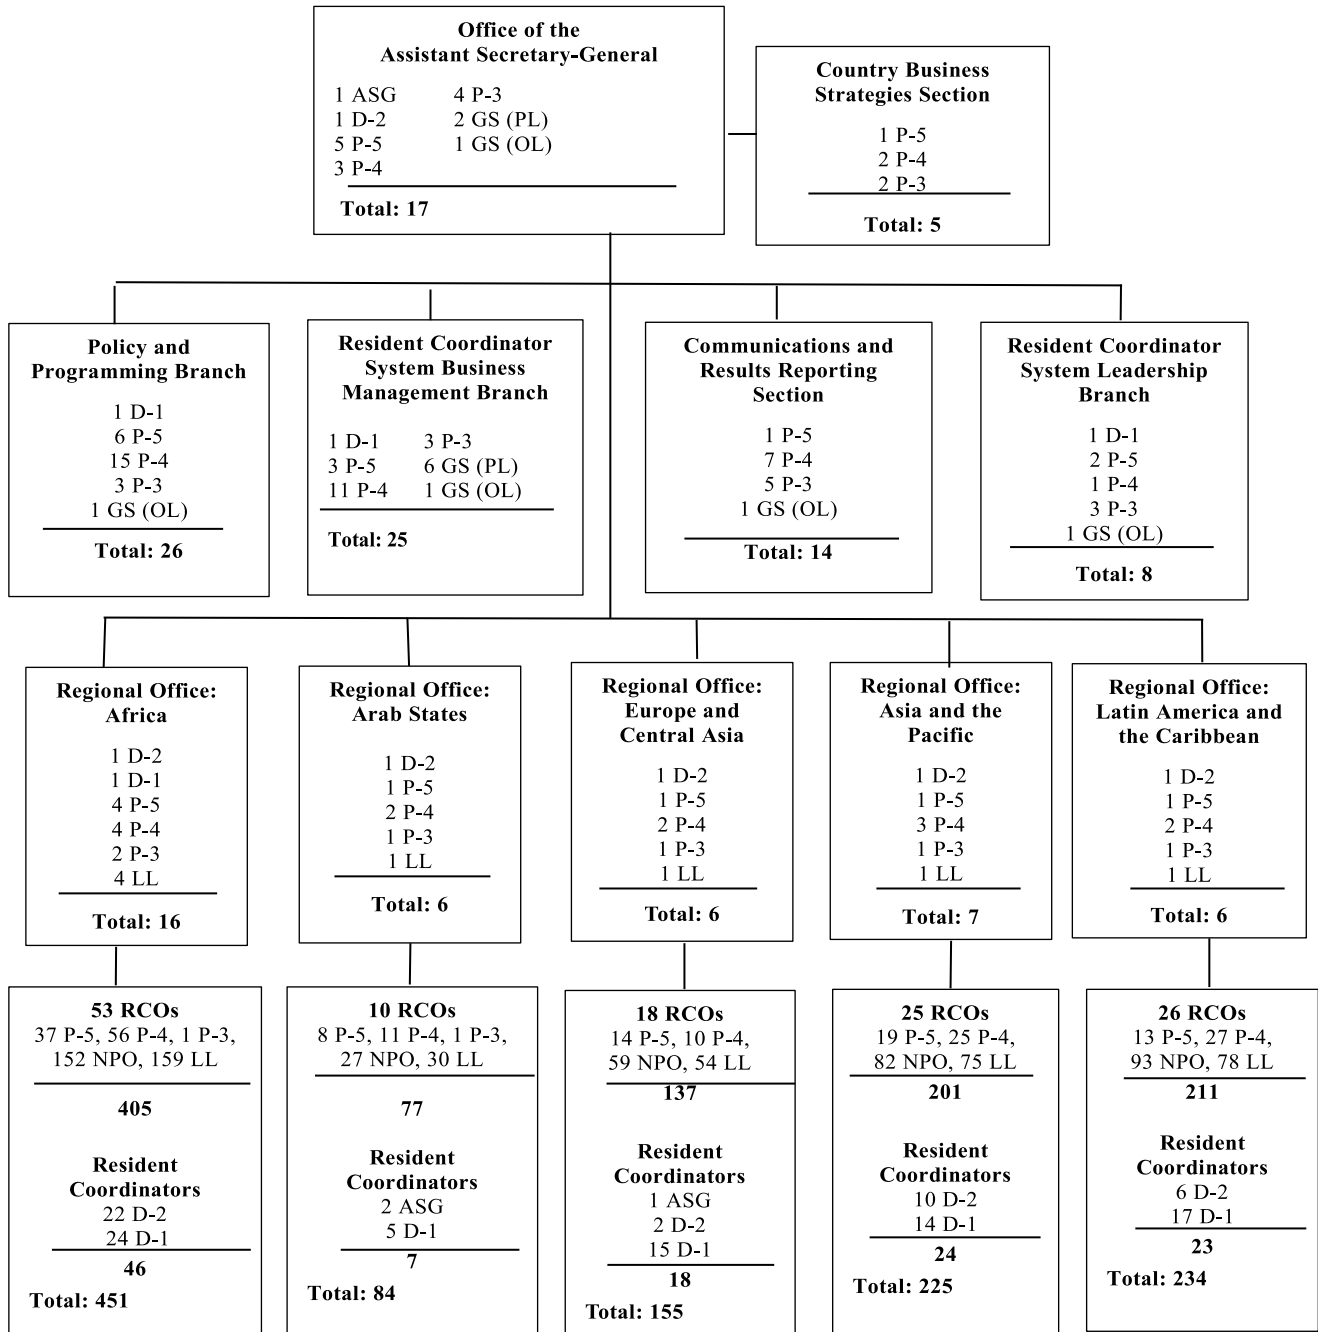 Office of the
Assistant Secretary-General
1 ASG 4 P-3
1 D-2 2 GS (PL)
5 P-5 1 GS (OL)
3 P-4
Total: 17
Country Business
Strategies Section
1 P-5
2 P-4
2 P-3
Total: 5
Policy and
Programming Branch
1 D-1
6 P-5
15 P-4
3 P-3
1 GS (OL)
Total: 26
Resident Coordinator
System Business
Management Branch
1 D-1 3 P-3
3 P-5 6 GS (PL)
11 P-4 1 GS (OL)
Total: 25
Communications and
Results Reporting
Section
1 P-5
7 P-4
5 P-3
1 GS (OL)
Total: 14
Resident Coordinator
System Leadership
Branch
1 D-1
2 P-5
1 P-4
3 P-3
1 GS (OL)
Total: 8
Regional Office:
Africa
1 D-2
1 D-1
4 P-5
4 P-4
2 P-3
4 LL
Total: 16
Regional Office:
Arab States
1 D-2
1 P-5
2 P-4
1 P-3
1 LL
Total: 6
Regional Office:
Europe and
Central Asia
1 D-2
1 P-5
2 P-4
1 P-3
1 LL
Total: 6
Regional Office:
Asia and the
Pacific
1 D-2
1 P-5
3 P-4
1 P-3
1 LL
Total: 7
Regional Office:
Latin America and
the Caribbean
1 D-2
1 P-5
2 P-4
1 P-3
1 LL
Total: 6
53 RCOs
37 P-5, 56 P-4, 1 P-3,
152 NPO, 159 LL
405
Resident
Coordinators
22 D-2
24 D-1
46
Total: 451
10 RCOs
8 P-5, 11 P-4, 1 P-3,
27 NPO, 30 LL
77
Resident
Coordinators
2 ASG
5 D-1
7
Total: 84
18 RCOs
14 P-5, 10 P-4,
59 NPO, 54 LL
137
Resident
Coordinators
1 ASG
2 D-2
15 D-1
18
Total: 155
25 RCOs
19 P-5, 25 P-4,
82 NPO, 75 LL
201
Resident
Coordinators
10 D-2
14 D-1
24
Total: 225
26 RCOs
13 P-5, 27 P-4,
93 NPO, 78 LL
211
Resident
Coordinators
6 D-2
17 D-1
23
Total: 234